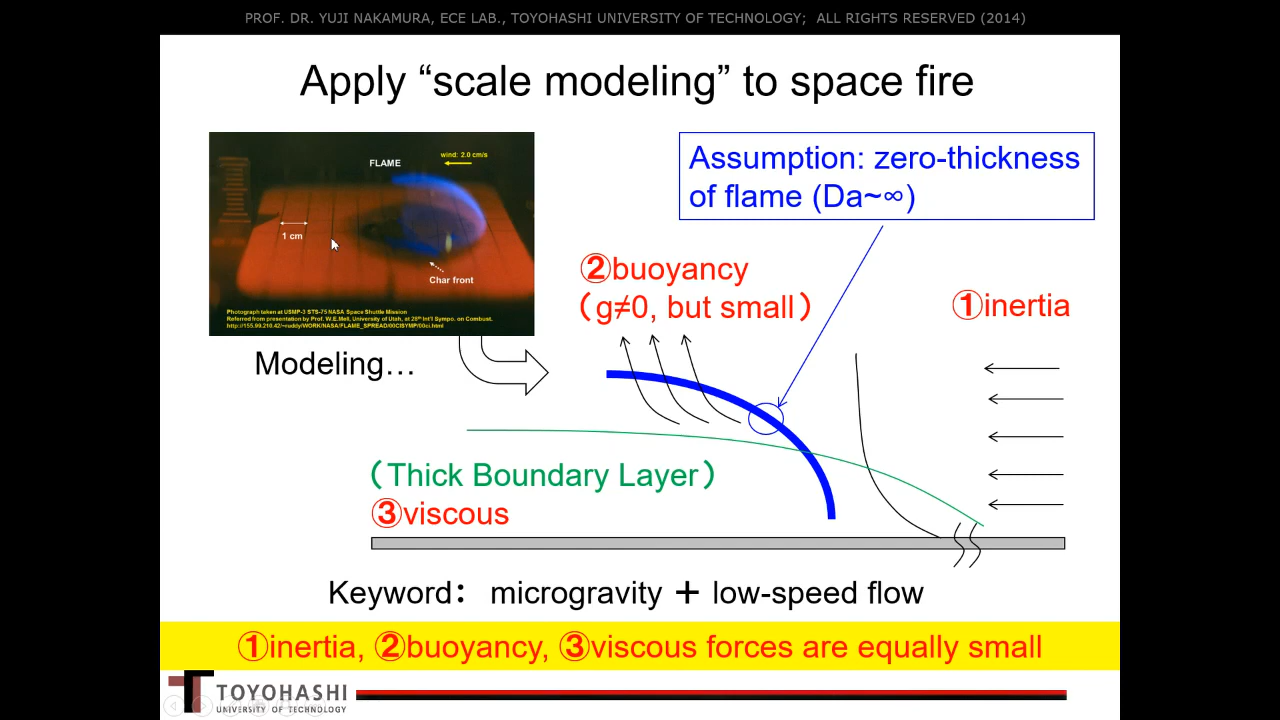 PROF. DR. YUJI NAKAMURA, ECE LAB., TOYOHASHI UNIVERSITY OF TECHNOLOGY;  ALL RIGHTS RESERVED (2014)
Apply “scale modeling” to space fire
FLAME
wind: 2.0 cm/s
1 cm
Char front
Photograph taken at USMP-3 STS-75 NASA Space Shuttle Mission
Referred from presentation by Prof. W.E.Mell, University of Utah, at 28th Int'l Sympo. on Combust.
Assumption: zero-thickness
of flame (Da~∞)
②buoyancy
(g≠0, but small)
①inertia
Modeling…
(Thick Boundary Layer)
③viscous
Keyword: microgravity + low-speed flow
①inertia, ②buoyancy, ③viscous forces are equally small
TOYOHASHI
UNIVERSITY OF TECHNOLOGY